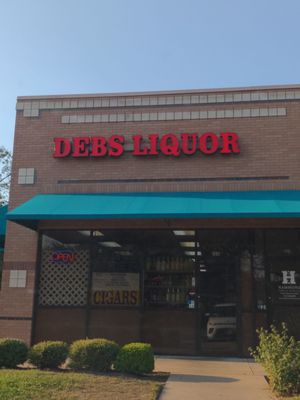 DEBS LIQUOR
OPEN
CIGARS
H